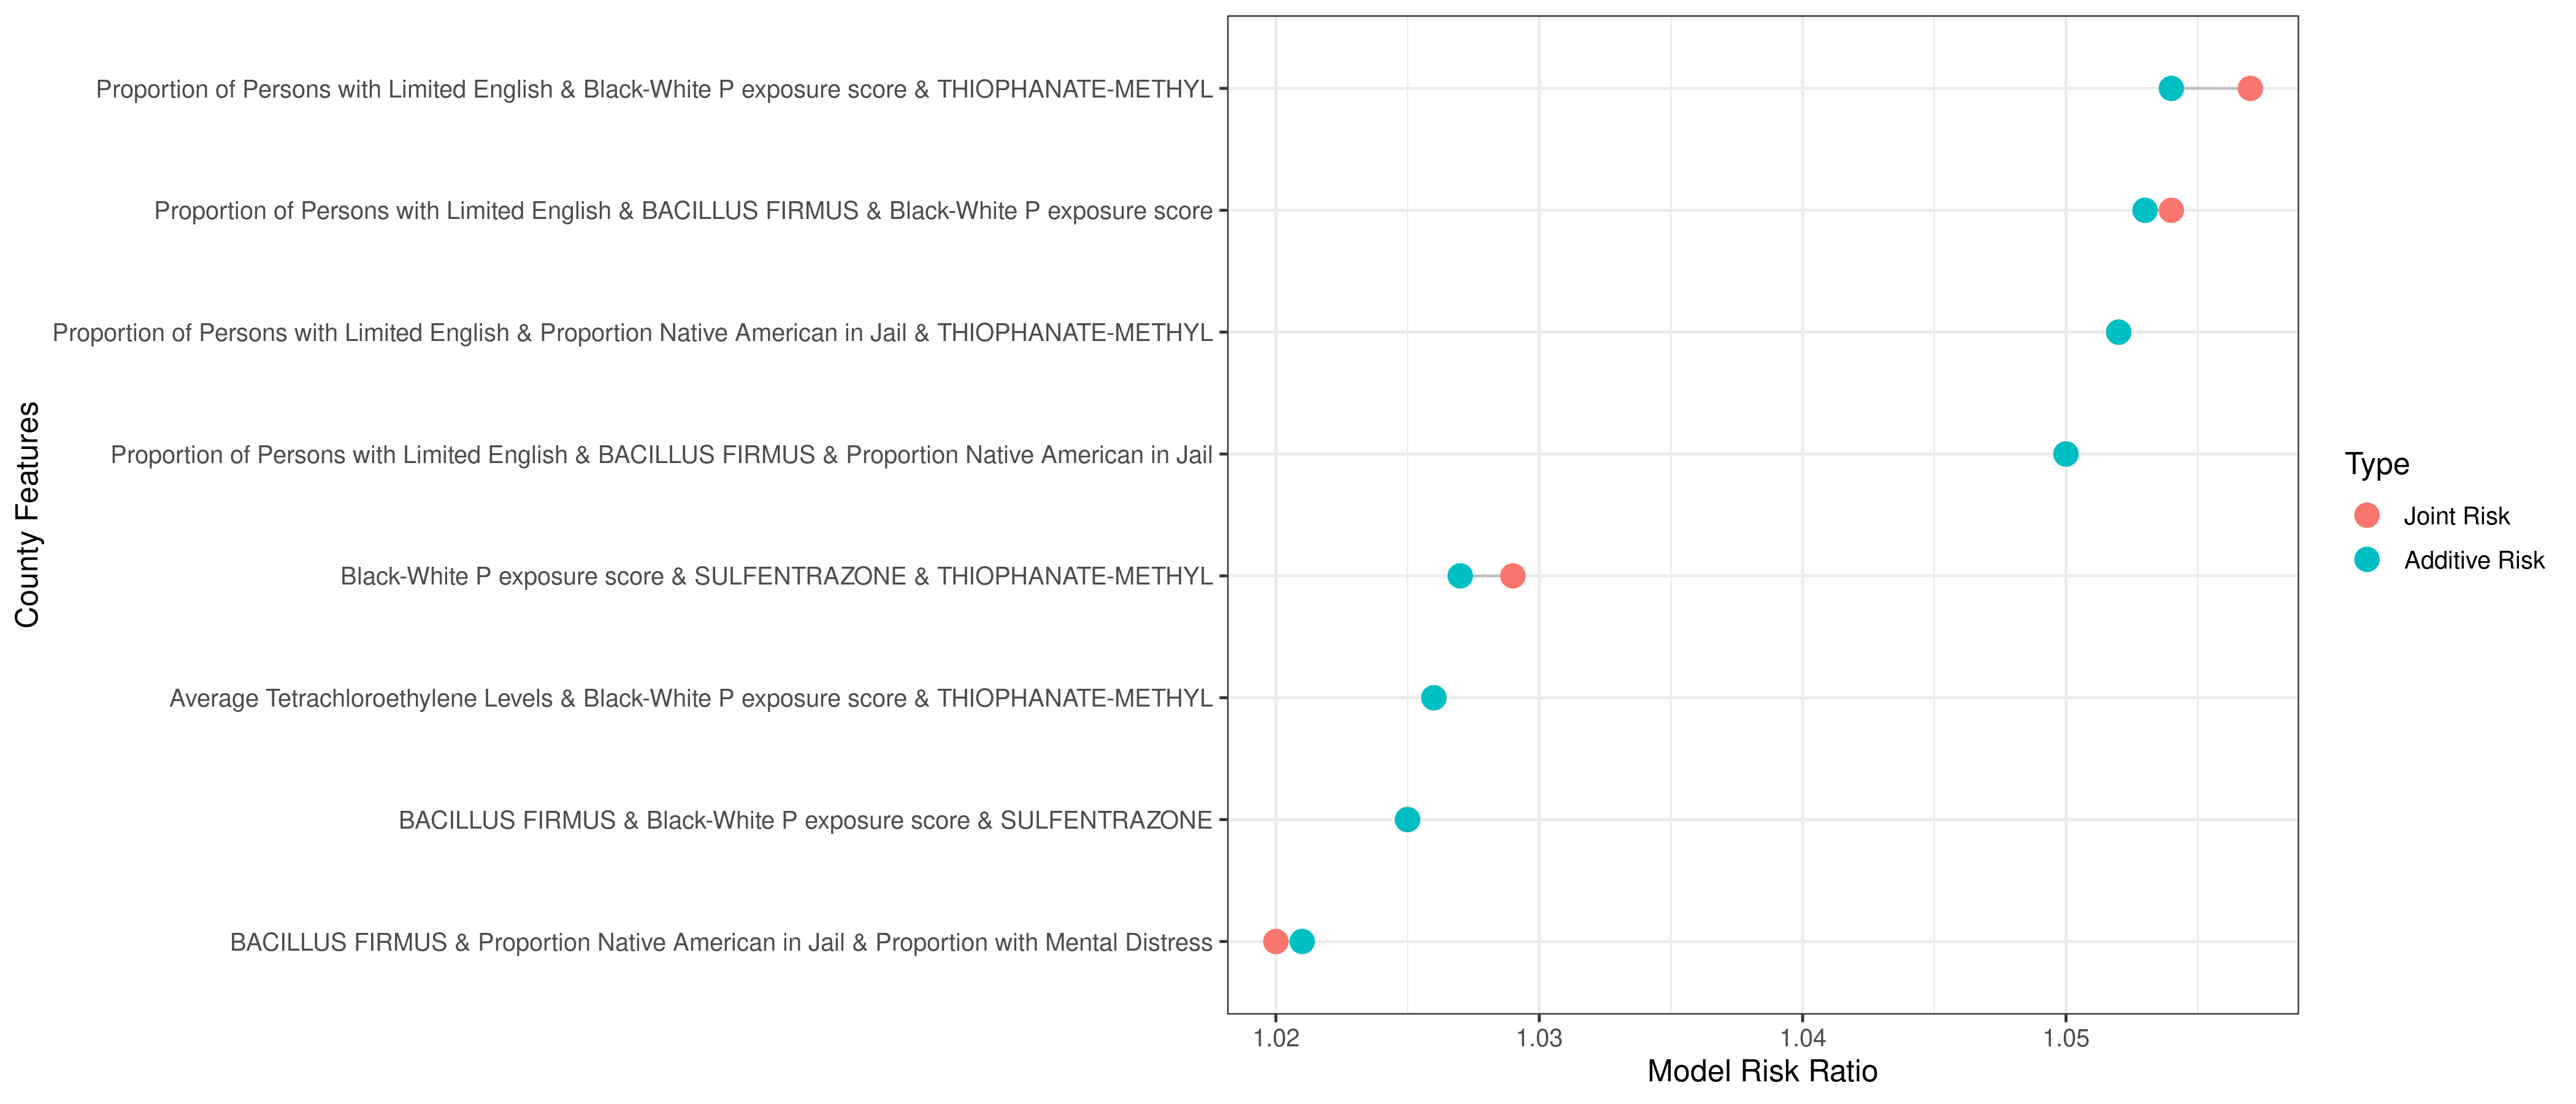 Proportion of Persons with Limited English & Black-White P exposure score & THIOPHANATE-METHYL
Proportion of Persons with Limited English & BACILLUS FIRMUS & Black-White P exposure score
Proportion of Persons with Limited English & Proportion Native American in Jail & THIOPHANATE-METHYL
Proportion of Persons with Limited English & BACILLUS FIRMUS & Proportion Native American in Jail
Black-White P exposure score & SULFENTRAZONE & THIOPHANATE-METHYL
Average Tetrachloroethylene Levels & Black-White P exposure score & THIOPHANATE-METHYL
BACILLUS FIRMUS & Black-White P exposure score & SULFENTRAZONE
BACILLUS FIRMUS & Proportion Native American in Jail & Proportion with Mental Distress
County Features
1.02 1.03 1.04 1.05
Model Risk Ratio
Type
Joint Risk
Additive Risk